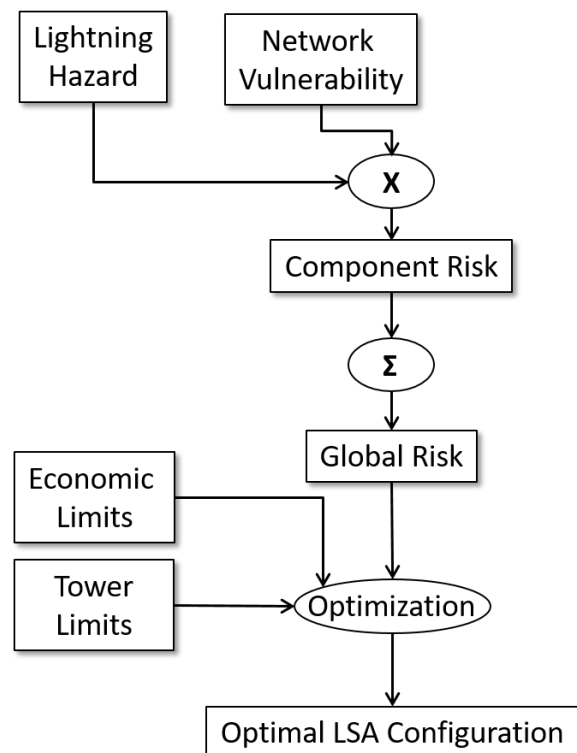 Lightning
Hazard
Network
Vulnerability
X
Component Risk
Σ
Global Risk
Economic
Limits
Tower
Limits
Optimization
Optimal LSA Configuration